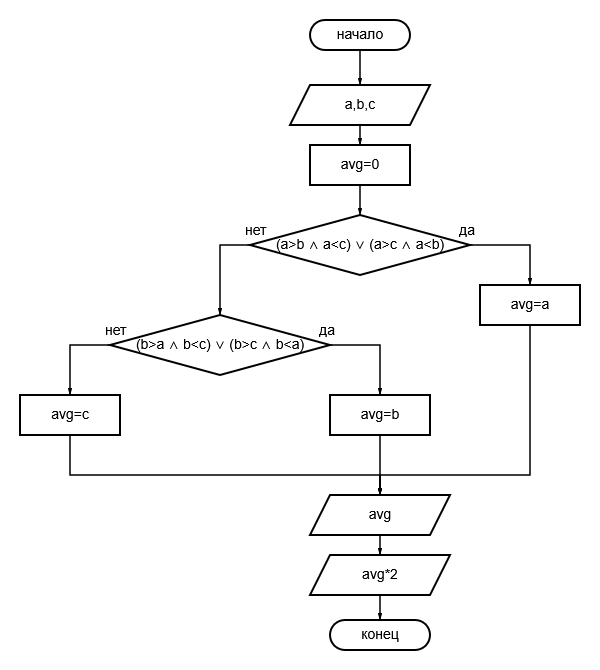 начало
a,b,c
avg=0
нет
да
(a>b ∧ a<c) ∨ (a>c ∧ a<b)
avg=a
нет
да
(b>a ∧ b<c) ∨ (b>c ∧ b<a)
avg=c
avg=b
avg
avg*2
конец